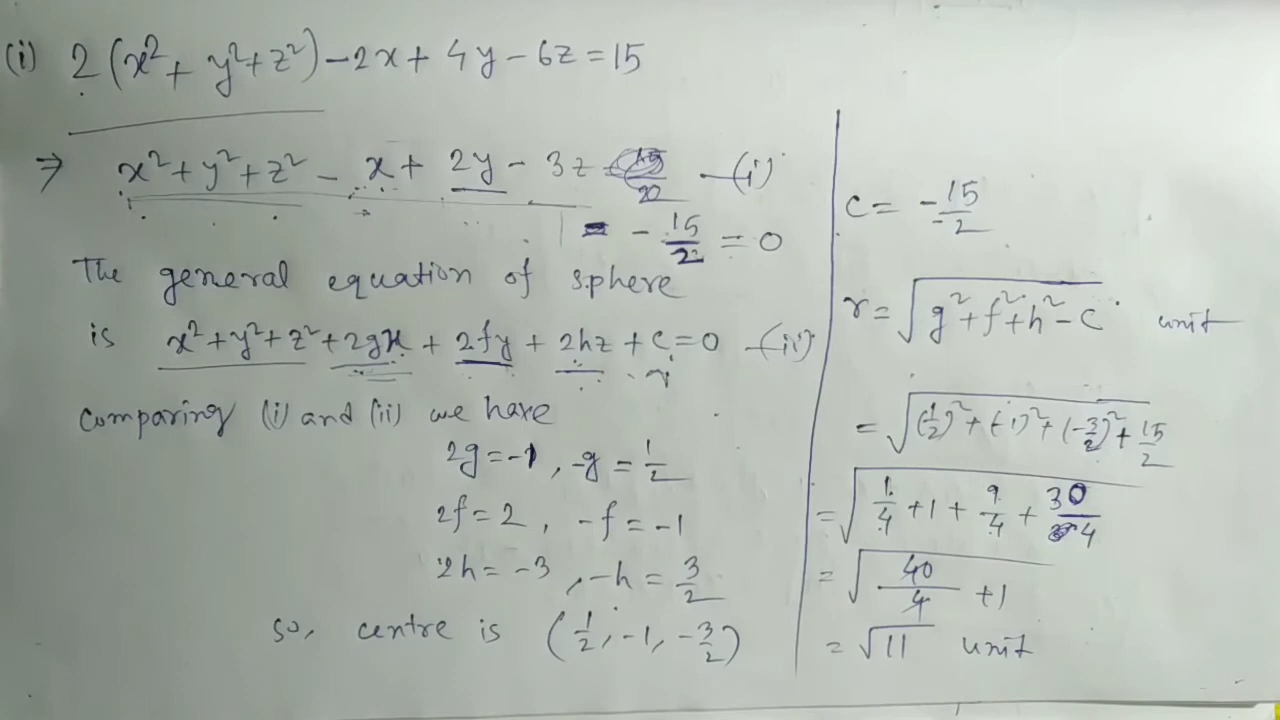 (i) 2(x²+ y²+z²)-2x+ 4y-6z=15
⇒ x²+y²+z² - x+ 2y- 3z -(i)
- 15/2 = 0
The general equation of sphere
is x²+y²+z²+2gx + 2fy + 2hz + c=0 -(ii)
comparing (i) and (ii) we have
2g=-1, -g = 1/2
2f=2, -f=-1
2h= -3, -h = 3/2
so, centre is (1/2, -1, -3/2)
c= -15/2
r= √(g²+f²+h²-c) unit
= √((1/2)²+(-1)²+(-3/2)²+ 15/2)
= √(1/4 +1+ 9/4 + 30/4)
= √(40/4 +1)
= √11 unit